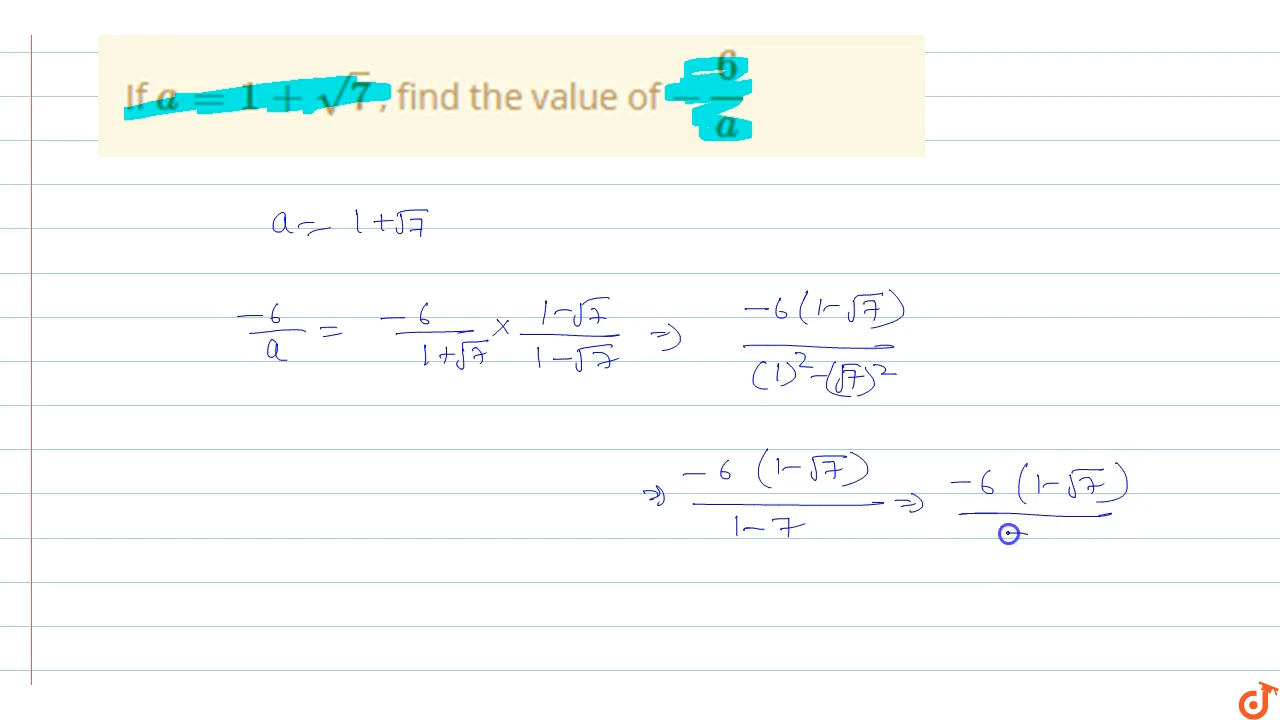 If a = 1 + √7, find the value of -6/a
a = 1+√7
-6/a = -6/(1+√7) × (1-√7)/(1-√7) ⇒ -6(1-√7)/((1)²-(√7)²)
⇒ -6 (1-√7)/(1-7) ⇒ -6 (1-√7)/-